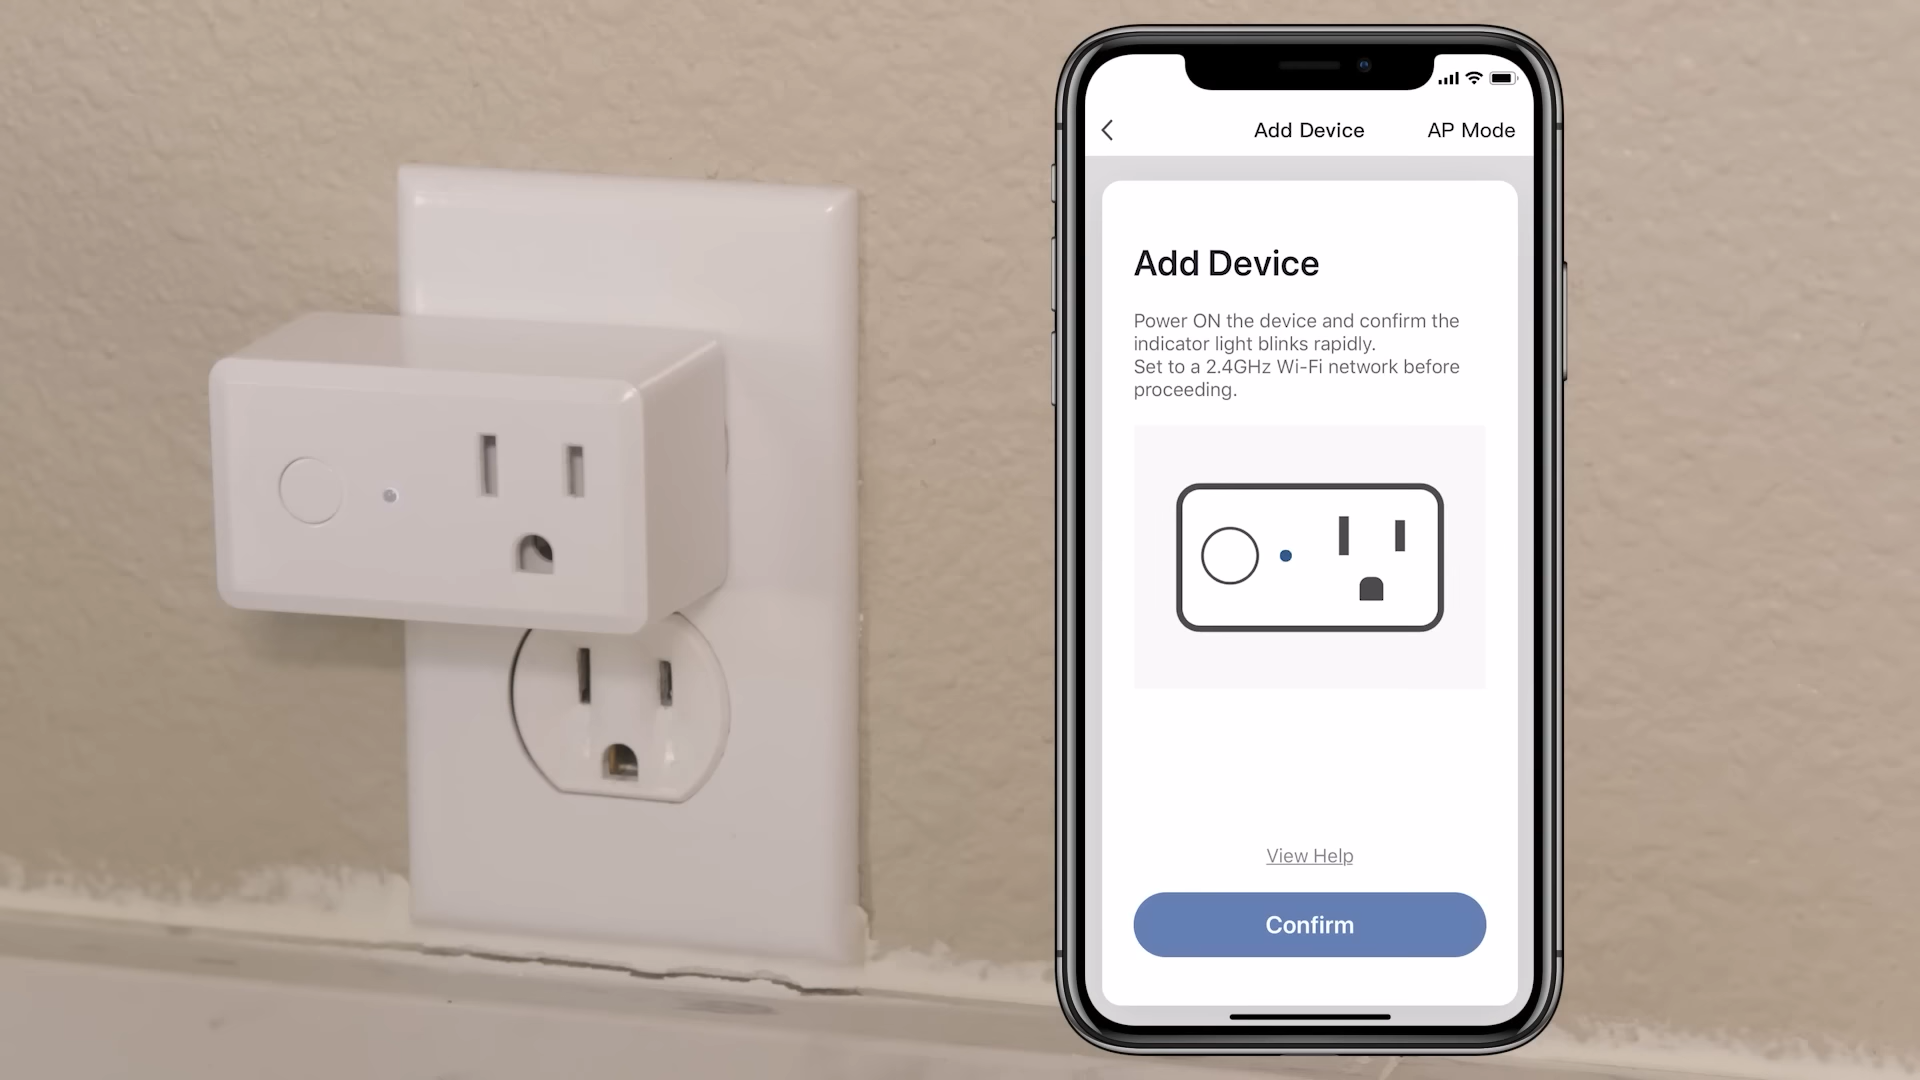 Add Device
AP Mode
Add Device
Power ON the device and confirm the
indicator light blinks rapidly.
Set to a 2.4GHz Wi-Fi network before
proceeding.
View Help
Confirm